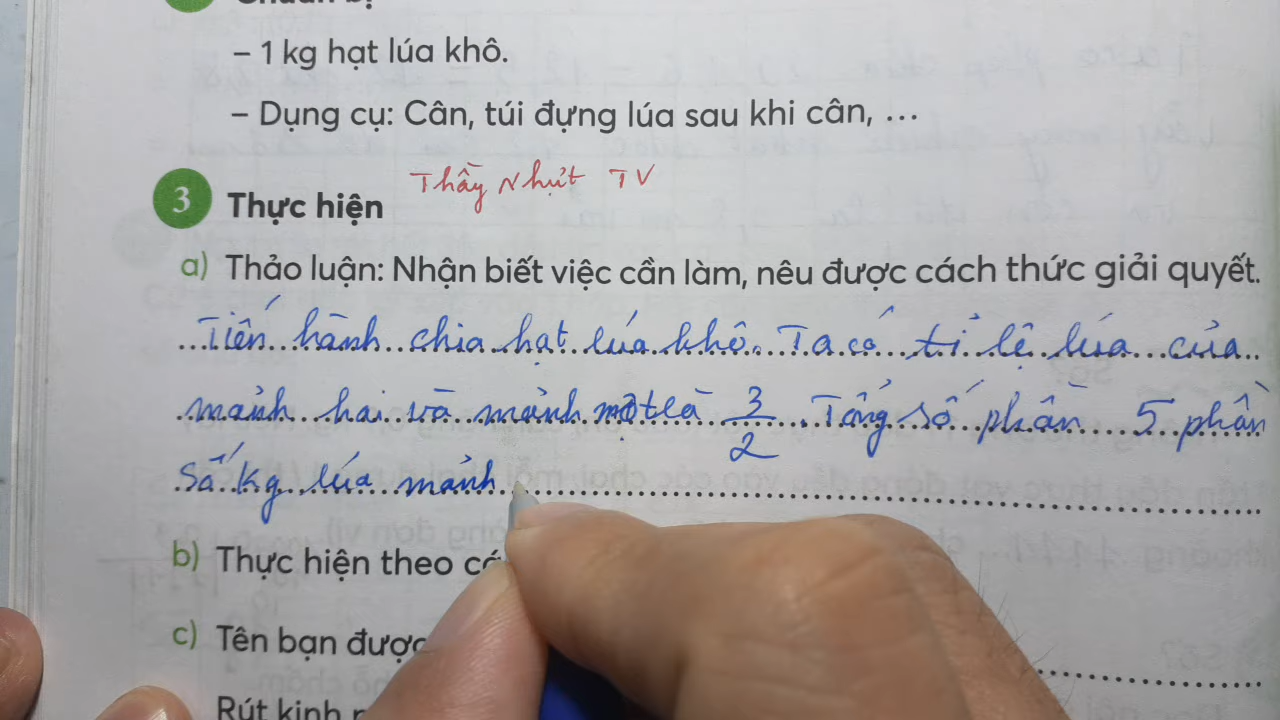 Chuẩn bị
– 1 kg hạt lúa khô.
– Dụng cụ: Cân, túi đựng lúa sau khi cân, ...
Thầy Nhựt TV
3 Thực hiện
a) Thảo luận: Nhận biết việc cần làm, nêu được cách thức giải quyết.
Tiến hành chia hạt lúa khô. Ta có tỉ lệ lúa của
mảnh hai và mảnh một là 3/2. Tổng số phần 5 phần
Số kg lúa mảnh
b) Thực hiện theo
c) Tên bạn được
Rút kinh